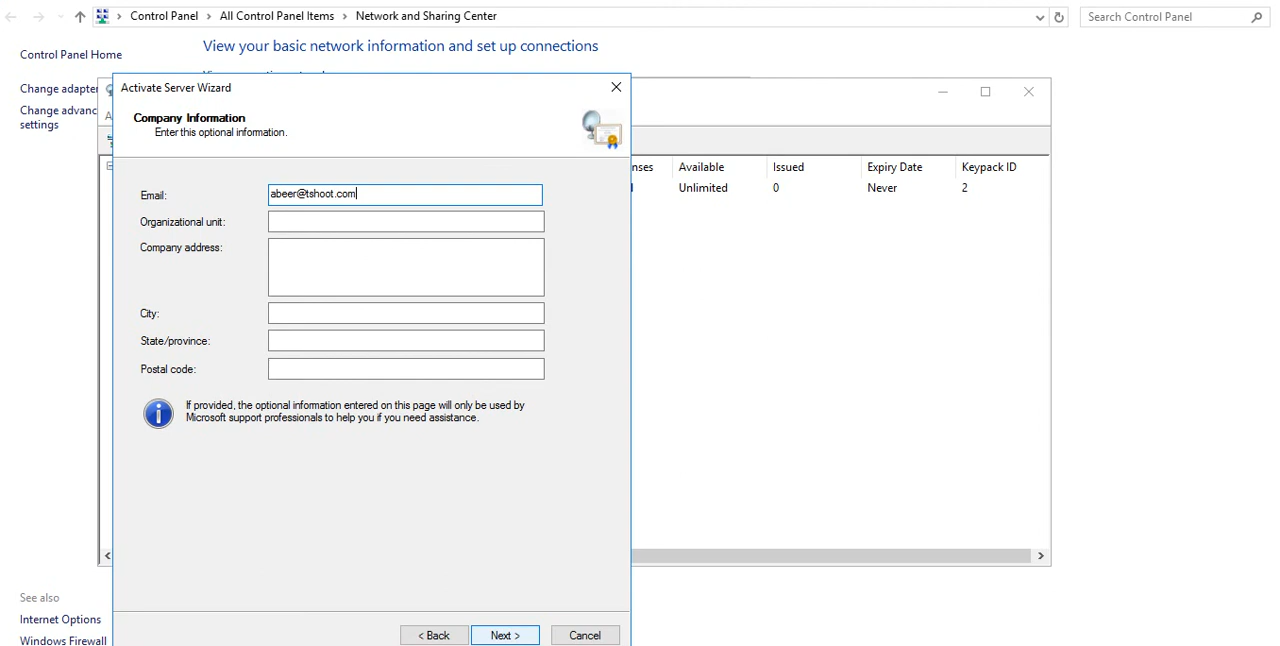 Control Panel
All Control Panel Items
Network and Sharing Center
Search Control Panel
Control Panel Home
View your basic network information and set up connections
Change adapter
Change advanc
settings
Activate Server Wizard
Company Information
Enter this optional information.
Email:
abeer@tshoot.com
Organizational unit:
Company address:
City:
State/province:
Postal code:
If provided, the optional information entered on this page will only be used by
Microsoft support professionals to help you if you need assistance.
< Back
Next >
Cancel
nses
Available
Issued
Expiry Date
Keypack ID
Unlimited
0
Never
2
See also
Internet Options
Windows Firewall